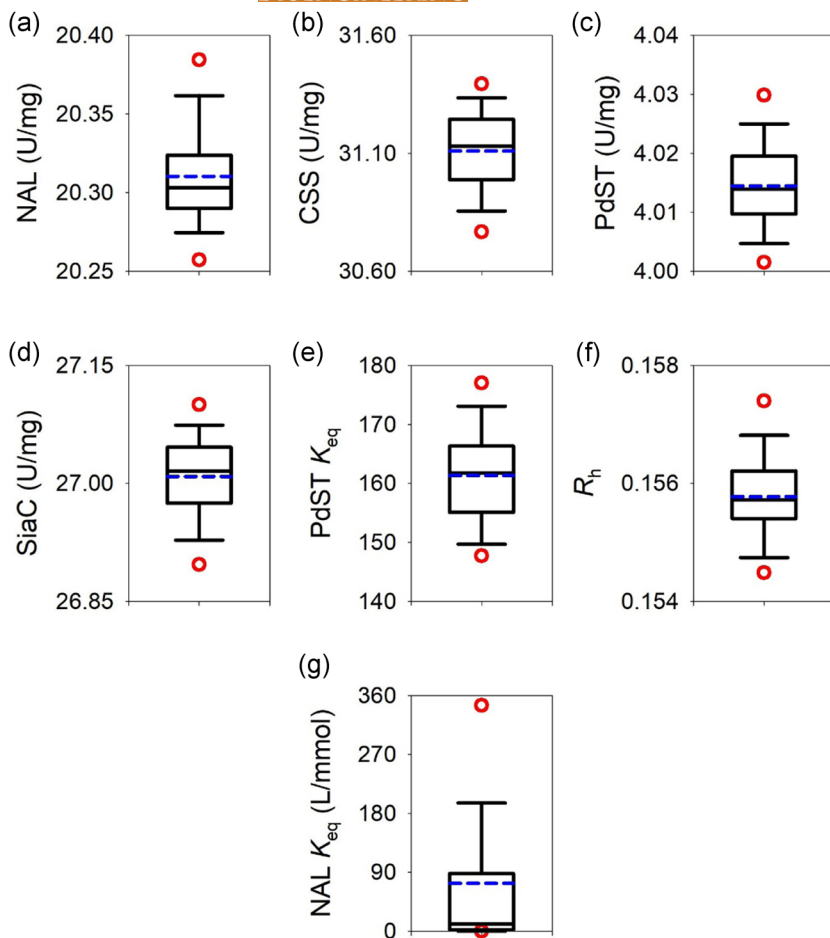 (a) (b) (c)
NAL (U/mg) 20.40 20.35 20.30 20.25
CSS (U/mg) 31.60 31.10 30.60
PdST (U/mg) 4.04 4.03 4.02 4.01 4.00
(d) (e) (f)
SiaC (U/mg) 27.15 27.00 26.85
PdST Keq 180 170 160 150 140
Rh 0.158 0.156 0.154
(g)
NAL Keq (L/mmol) 360 270 180 90 0